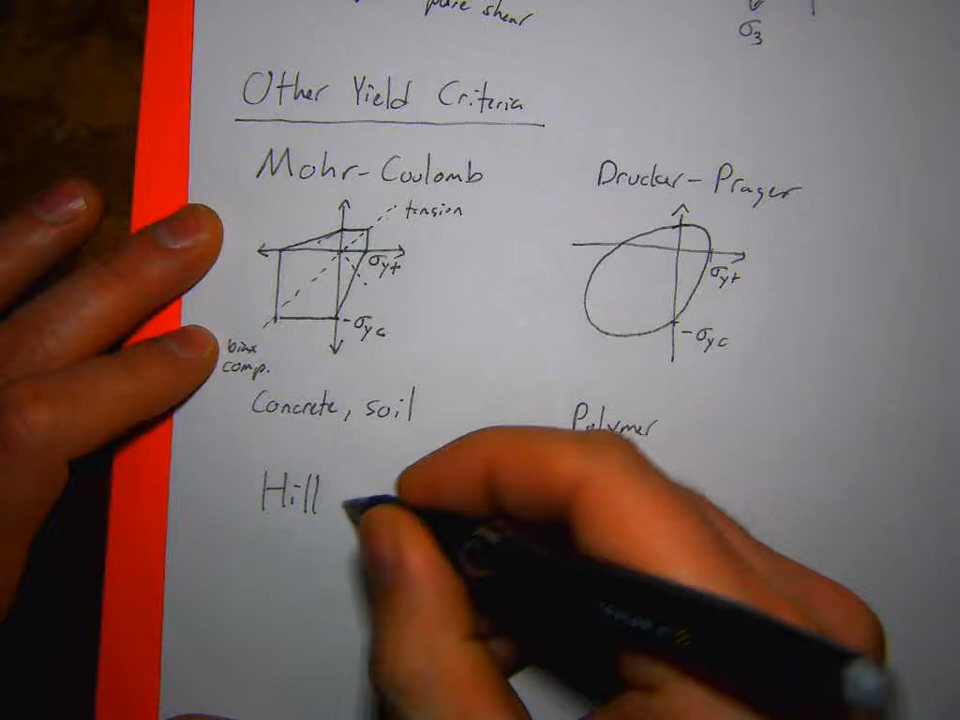 pure shear
σ3
Other Yield Criteria
Mohr-Coulomb
Drucker-Prager
tension
σyt
-σyc
biax
comp.
σyt
-σyc
Concrete, soil
Polymer
Hill